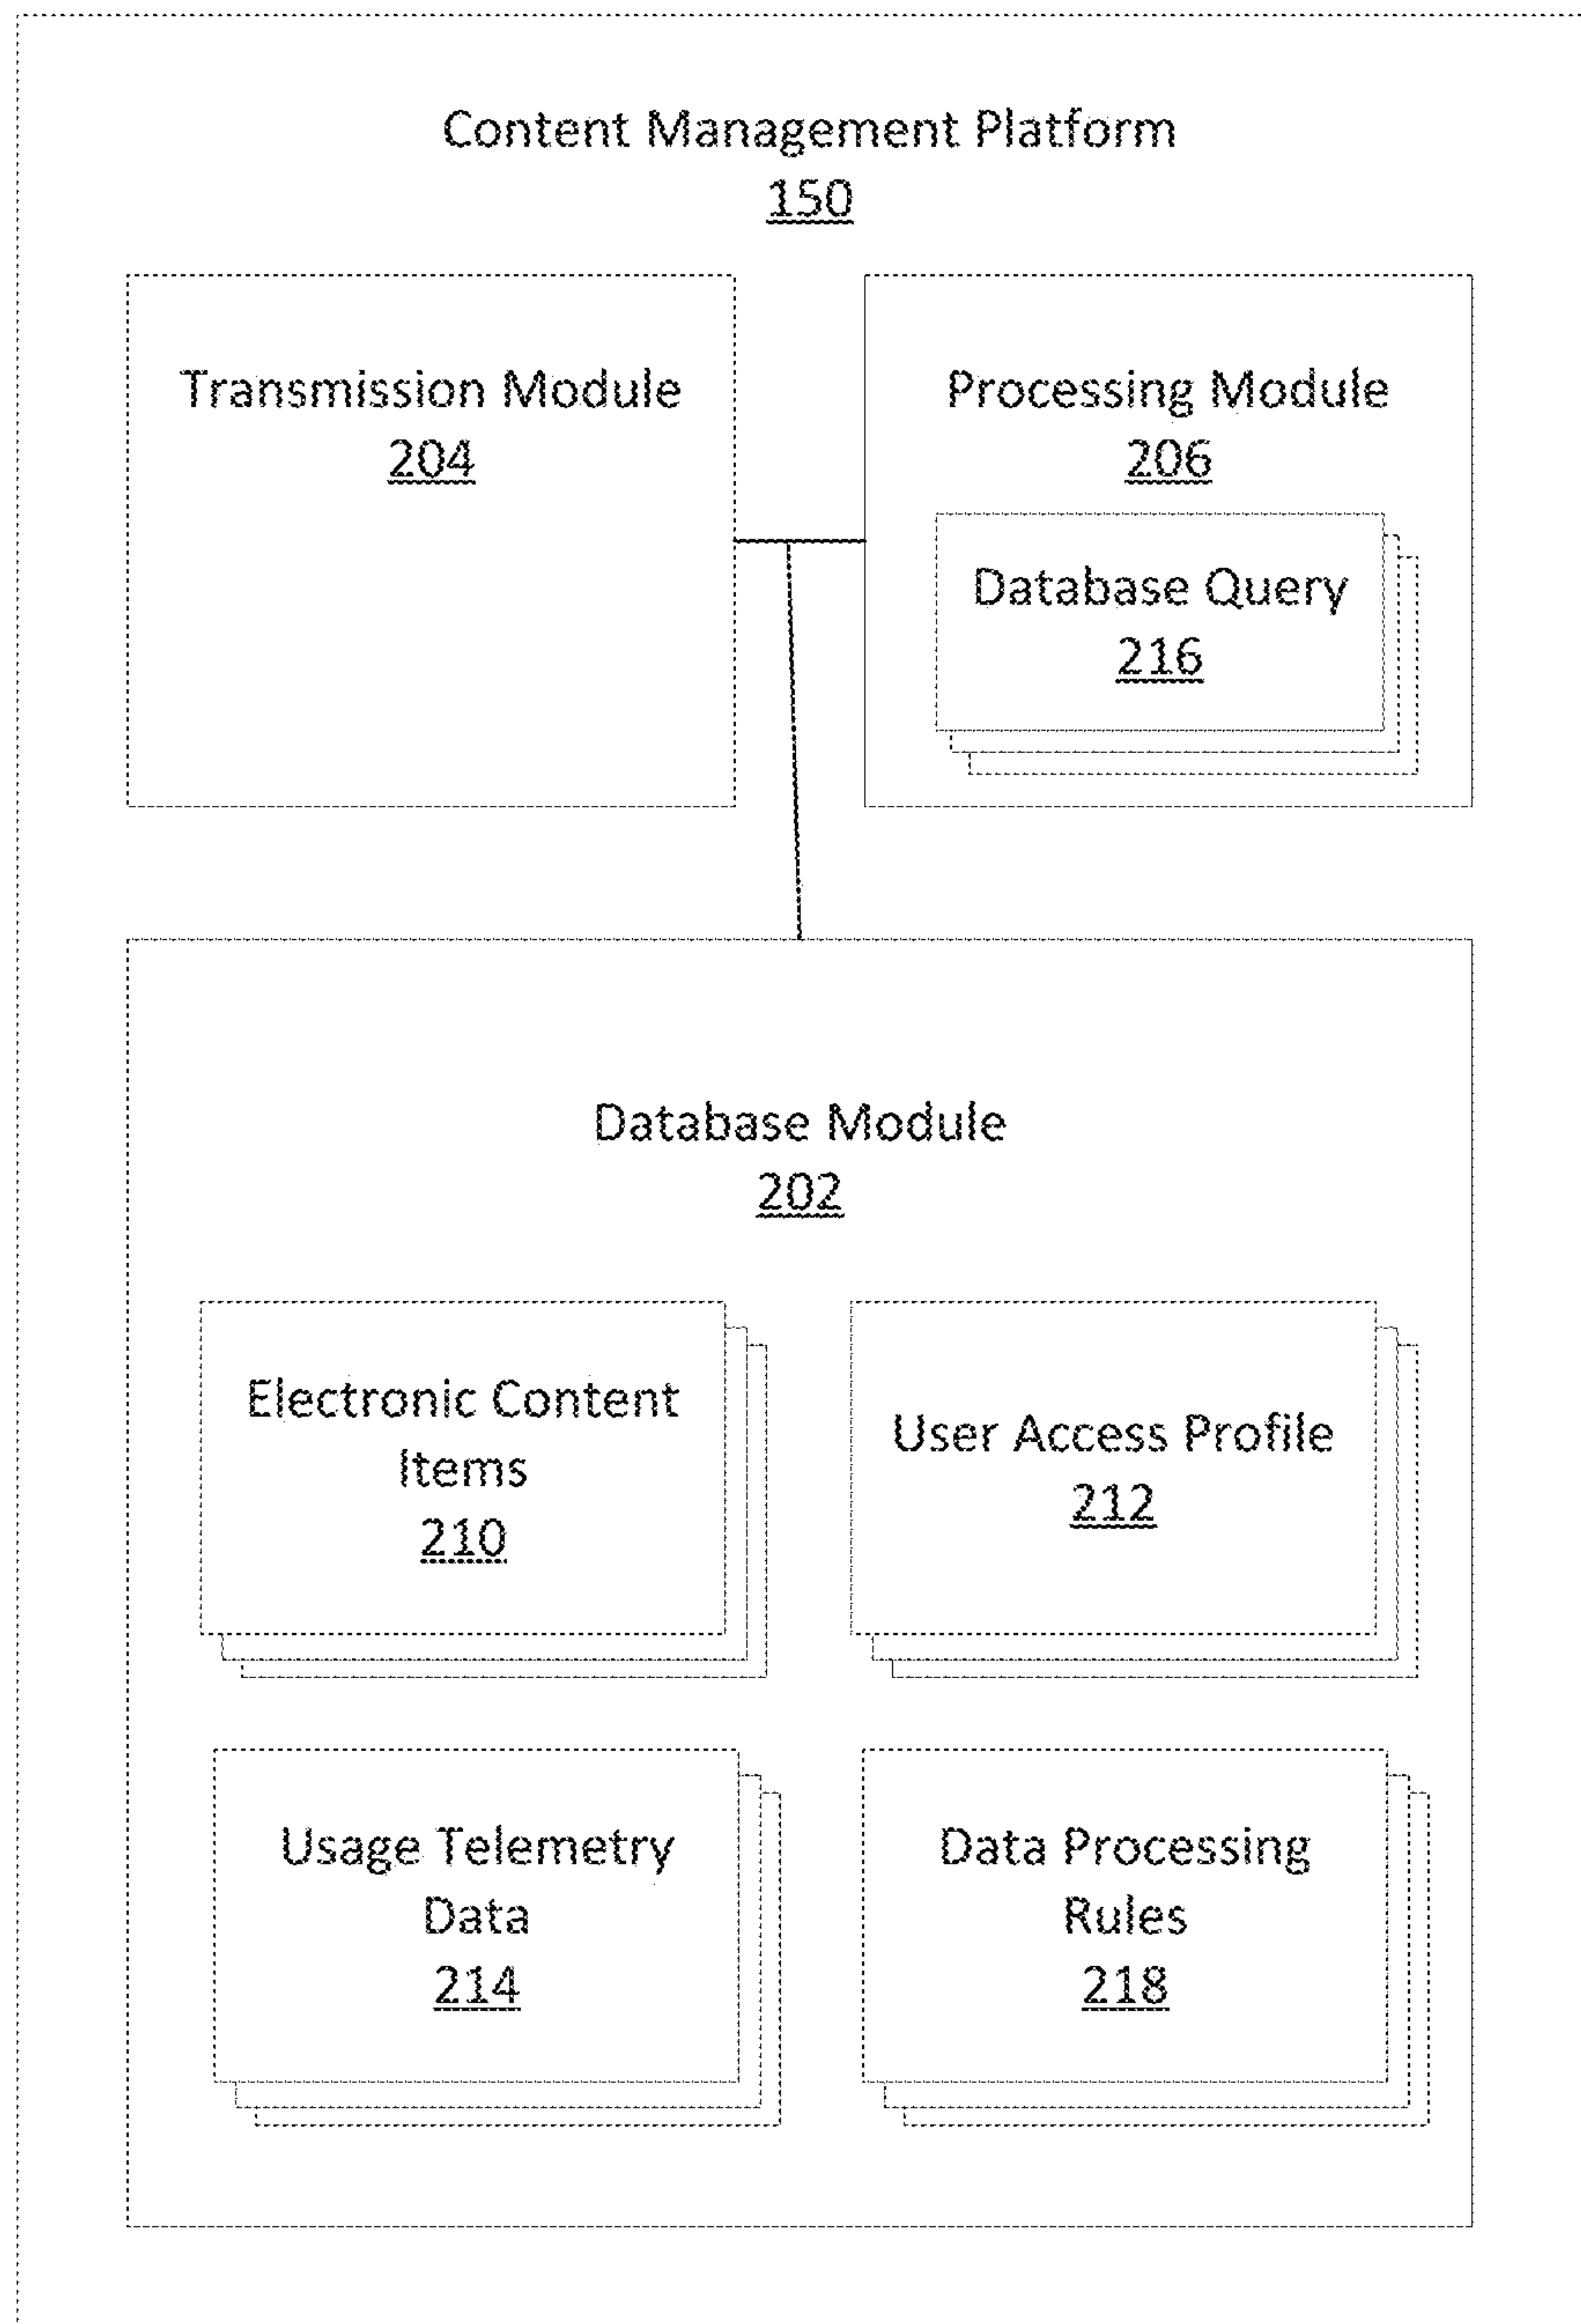 Content Management Platform
150
Transmission Module
204
Processing Module
206
Database Query
216
Database Module
202
Electronic Content
Items
210
User Access Profile
212
Usage Telemetry
Data
214
Data Processing
Rules
218